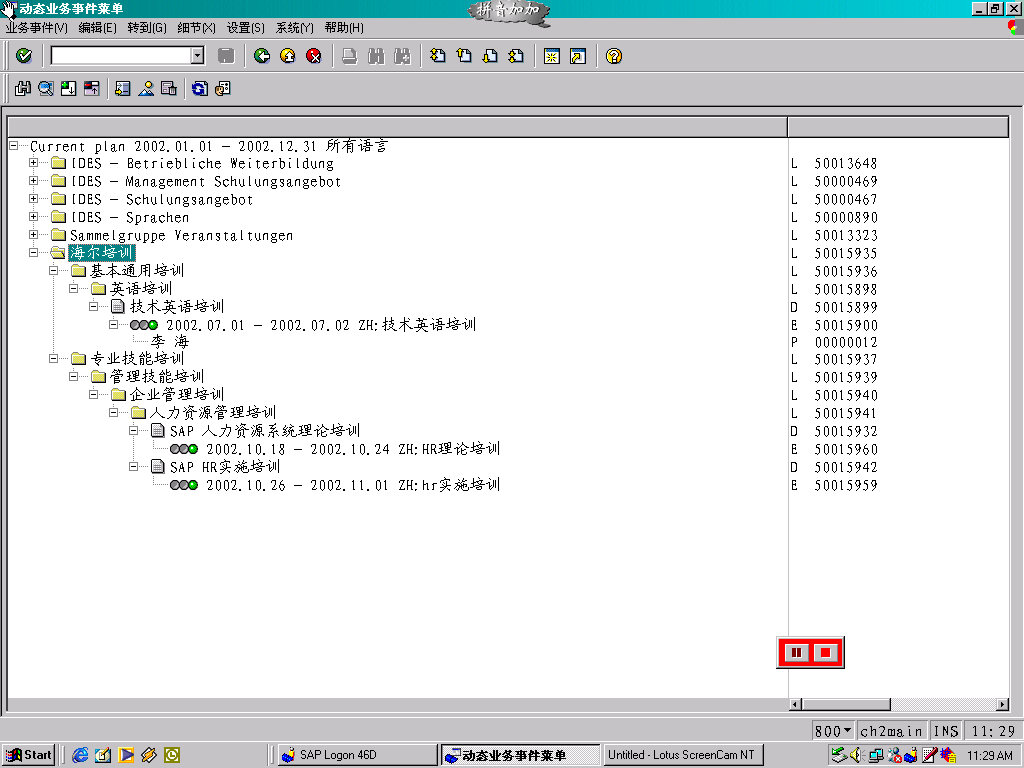 动态业务事件菜单
拼音加加
业务事件(V) 编辑(E) 转到(G) 细节(X) 设置(S) 系统(Y) 帮助(H)
Current plan 2002.01.01 - 2002.12.31 所有语言
IDES - Betriebliche Weiterbildung L 50013648
IDES - Management Schulungsangebot L 50000469
IDES - Schulungsangebot L 50000467
IDES - Sprachen L 50000890
Sammelgruppe Veranstaltungen L 50013323
海尔培训 L 50015935
基本通用培训 L 50015936
英语培训 L 50015898
技术英语培训 D 50015899
2002.07.01 - 2002.07.02 ZH:技术英语培训 E 50015900
李 海 P 00000012
专业技能培训 L 50015937
管理技能培训 L 50015939
企业管理培训 L 50015940
人力资源管理培训 L 50015941
SAP 人力资源系统理论培训 D 50015932
2002.10.18 - 2002.10.24 ZH:HR理论培训 E 50015960
SAP HR实施培训 D 50015942
2002.10.26 - 2002.11.01 ZH:hr实施培训 E 50015959
800 ch2main INS 11:29
Start SAP Logon 46D 动态业务事件菜单 Untitled - Lotus ScreenCam NT 11:29 AM